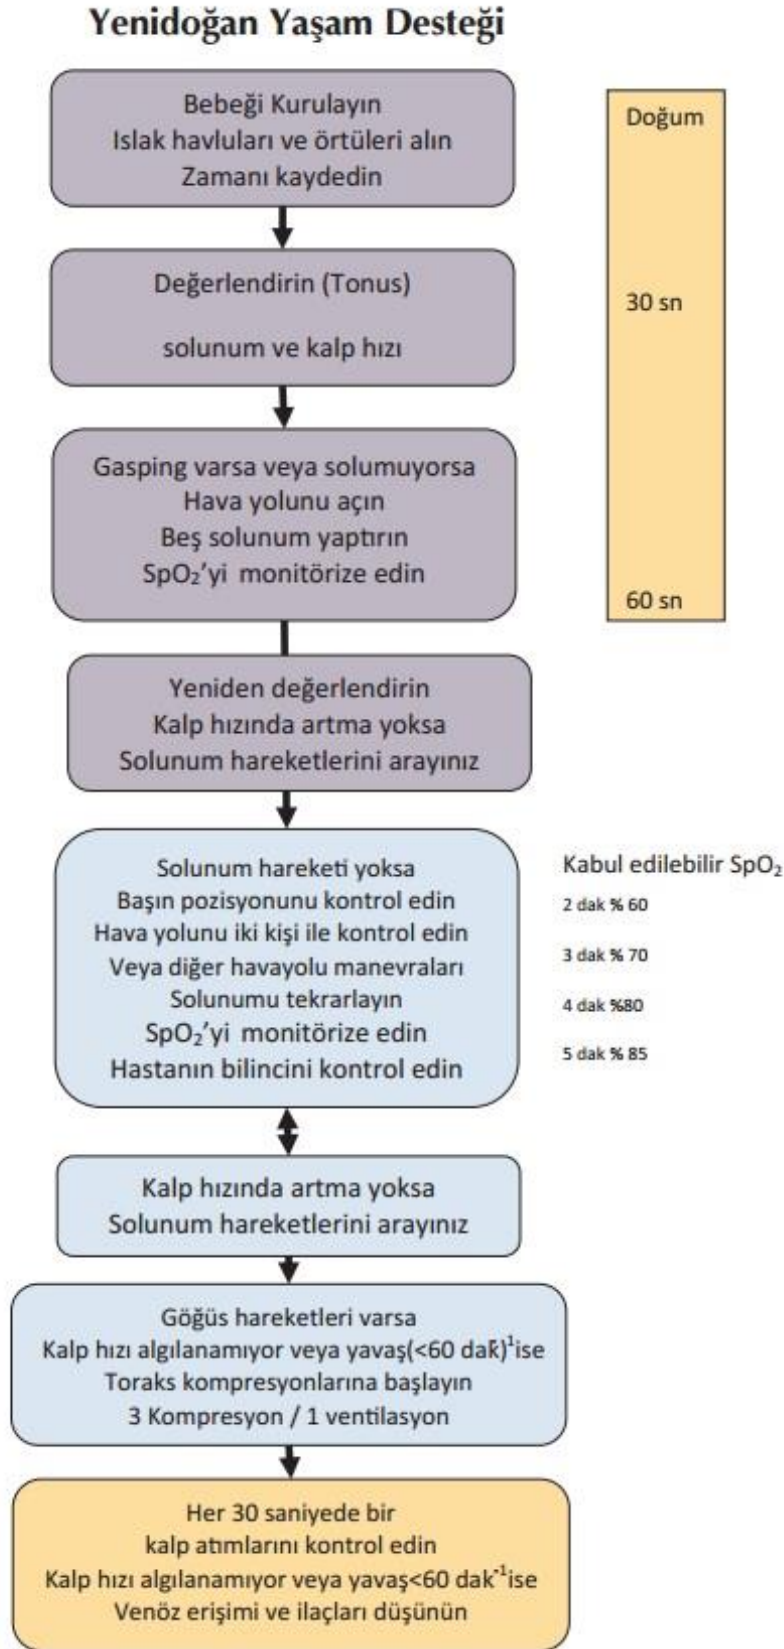 Yenidoğan Yaşam Desteği
Bebeği Kurulayın
Islak havluları ve örtüleri alın
Zamanı kaydedin
Doğum
30 sn
60 sn
Değerlendirin (Tonus)
solunum ve kalp hızı
Gasping varsa veya solumuyorsa
Hava yolunu açın
Beş solunum yaptırın
SpO₂'yi monitörize edin
Yeniden değerlendirin
Kalp hızında artma yoksa
Solunum hareketlerini arayınız
Solunum hareketi yoksa
Başın pozisyonunu kontrol edin
Hava yolunu iki kişi ile kontrol edin
Veya diğer havayolu manevraları
Solunumu tekrarlayın
SpO₂'yi monitörize edin
Hastanın bilincini kontrol edin
Kabul edilebilir SpO₂
2 dak % 60
3 dak % 70
4 dak %80
5 dak % 85
Kalp hızında artma yoksa
Solunum hareketlerini arayınız
Göğüs hareketleri varsa
Kalp hızı algılanamıyor veya yavaş(<60 dak)⁻¹ise
Toraks kompresyonlarına başlayın
3 Kompresyon / 1 ventilasyon
Her 30 saniyede bir
kalp atımlarını kontrol edin
Kalp hızı algılanamıyor veya yavaş<60 dak⁻¹ise
Venöz erişimi ve ilaçları düşünün